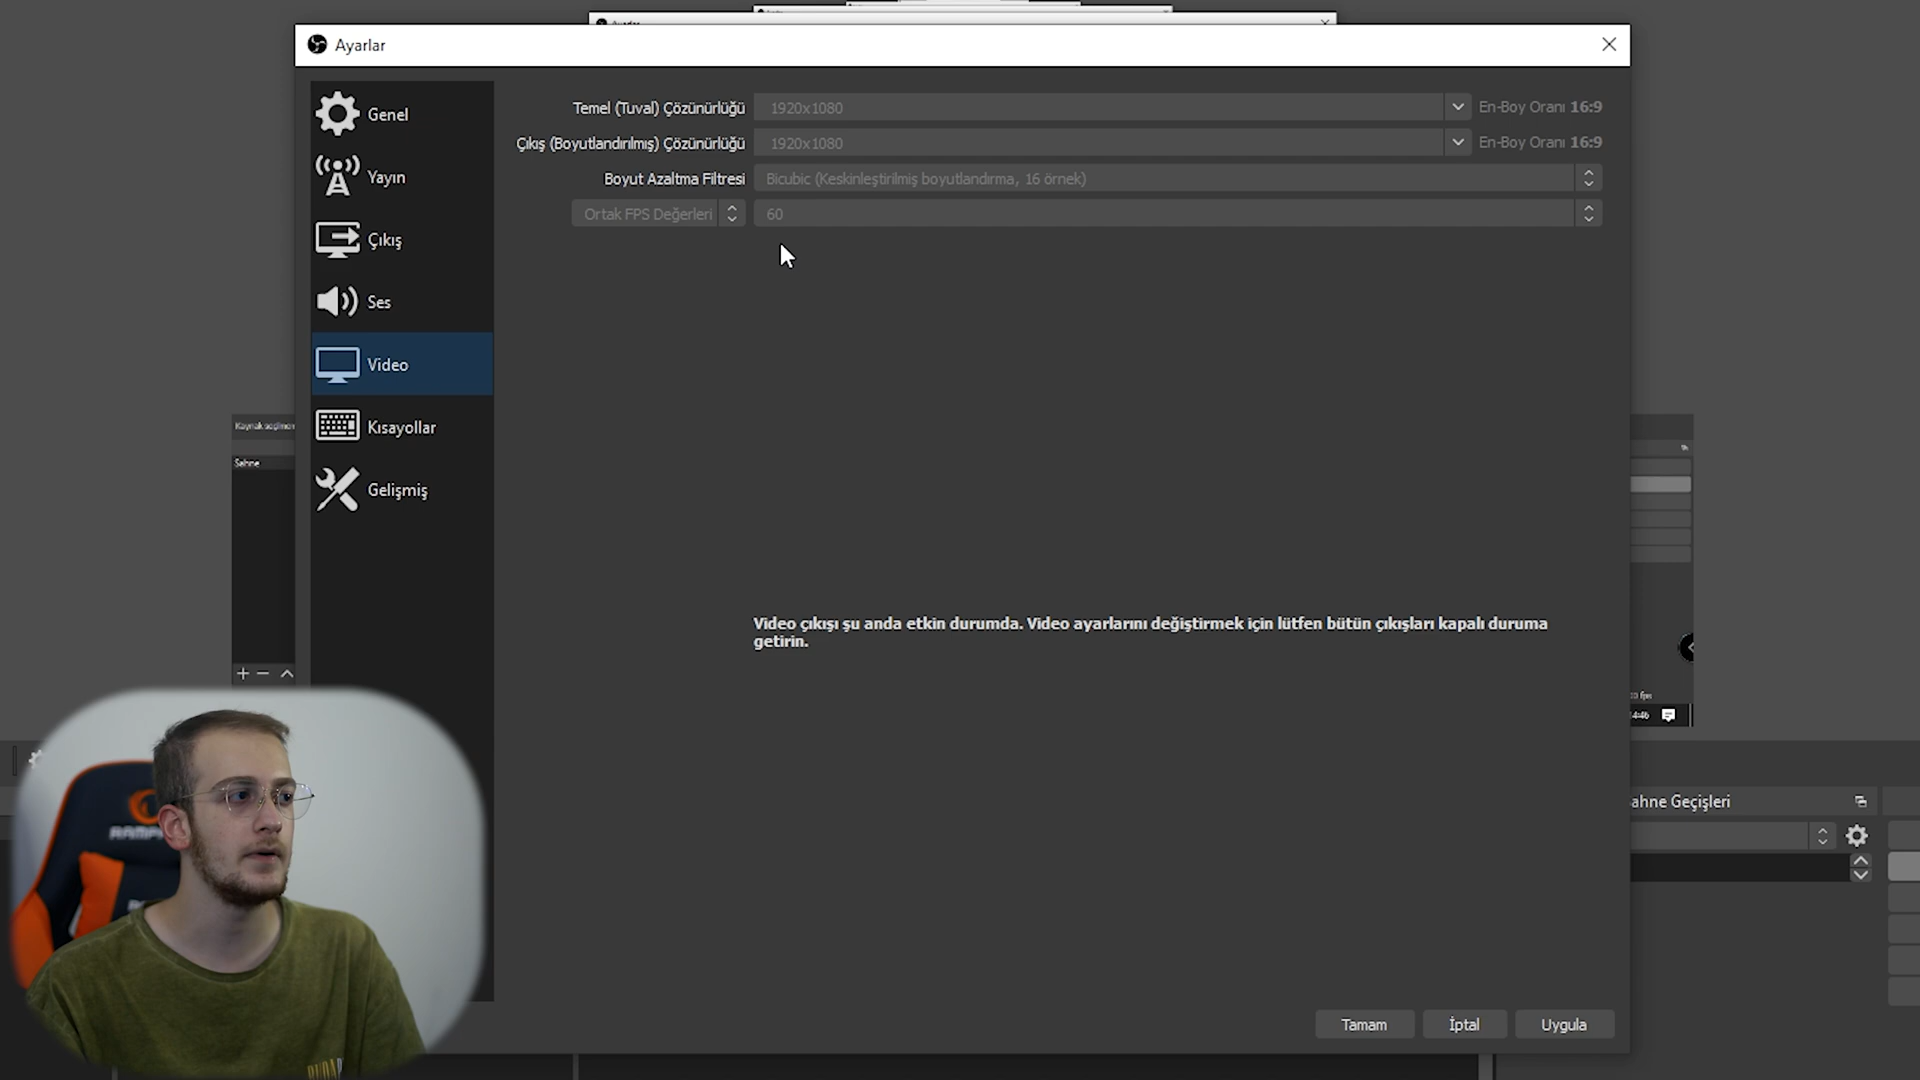 Ayarlar
Genel
Yayın
Çıkış
Ses
Video
Kısayollar
Gelişmiş
Temel (Tuval) Çözünürlüğü 1920x1080 En-Boy Oranı 16:9
Çıkış (Boyutlandırılmış) Çözünürlüğü 1920x1080 En-Boy Oranı 16:9
Boyut Azaltma Filtresi Bicubic (Keskinleştirilmiş boyutlandırma, 16 örnek)
Ortak FPS Değerleri 60
Video çıkışı şu anda etkin durumda. Video ayarlarını değiştirmek için lütfen bütün çıkışları kapalı duruma
getirin.
Sahne
fps
ahne Geçişleri
Tamam İptal Uygula